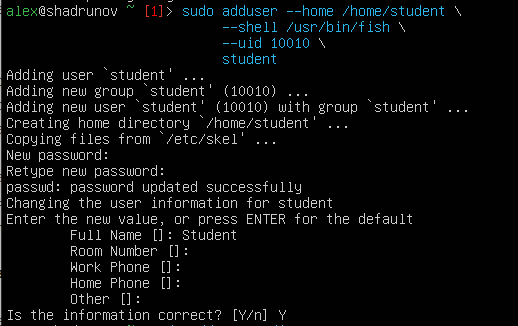 alex@shadrunov ~ [1]> sudo adduser --home /home/student \
--shell /usr/bin/fish \
--uid 10010 \
student
Adding user `student' ...
Adding new group `student' (10010) ...
Adding new user `student' (10010) with group `student' ...
Creating home directory `/home/student' ...
Copying files from `/etc/skel' ...
New password:
Retype new password:
passwd: password updated successfully
Changing the user information for student
Enter the new value, or press ENTER for the default
Full Name []: Student
Room Number []:
Work Phone []:
Home Phone []:
Other []:
Is the information correct? [Y/n] Y